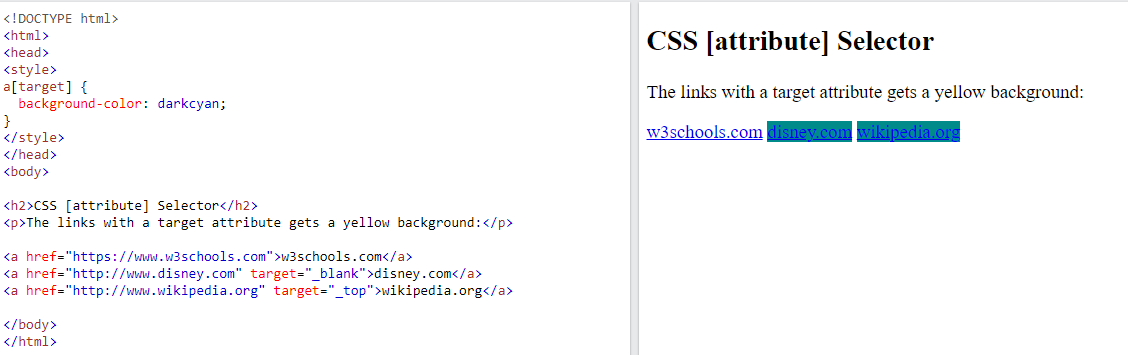 <!DOCTYPE html>
<html>
<head>
<style>
a[target] {
  background-color: darkcyan;
}
</style>
</head>
<body>

<h2>CSS [attribute] Selector</h2>
<p>The links with a target attribute gets a yellow background:</p>

<a href="https://www.w3schools.com">w3schools.com</a>
<a href="http://www.disney.com" target="_blank">disney.com</a>
<a href="http://www.wikipedia.org" target="_top">wikipedia.org</a>

</body>
</html>
CSS [attribute] Selector
The links with a target attribute gets a yellow background:
w3schools.com disney.com wikipedia.org